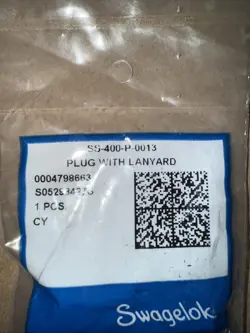 SS-400-P-0013
PLUG WITH LANYARD
0004798663
1 PCS
CY
Swagelok